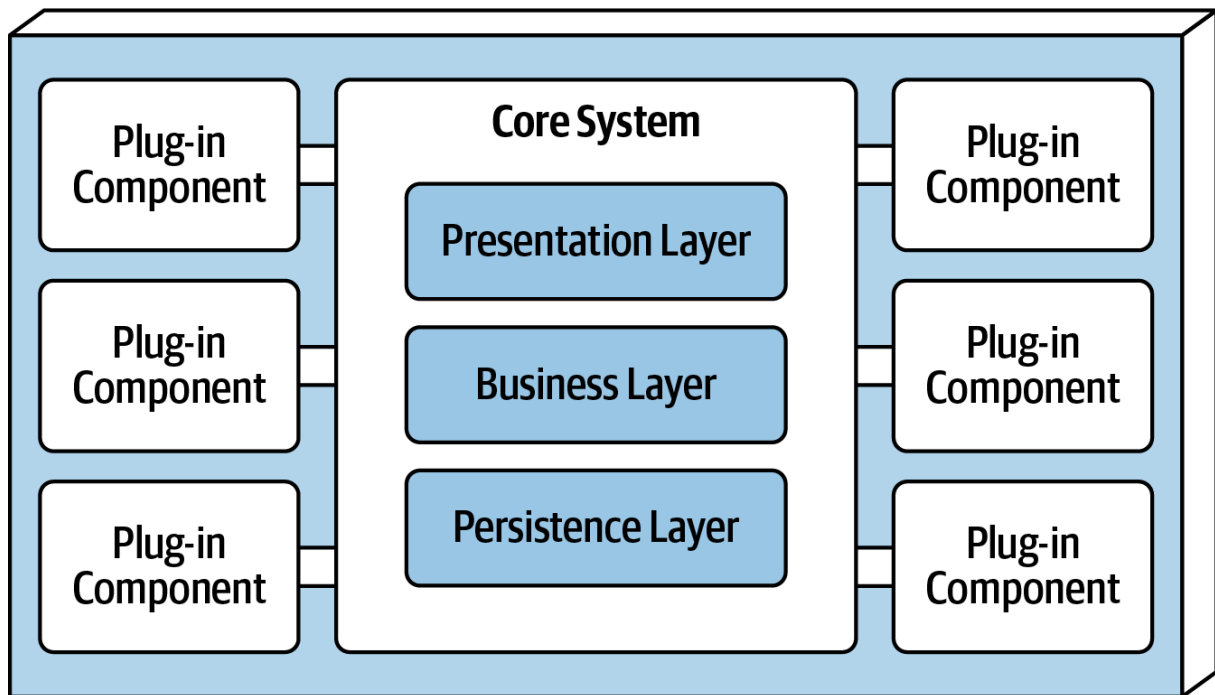 Plug-in
Component
Core System
Plug-in
Component
Presentation Layer
Plug-in
Component
Business Layer
Plug-in
Component
Plug-in
Component
Persistence Layer
Plug-in
Component